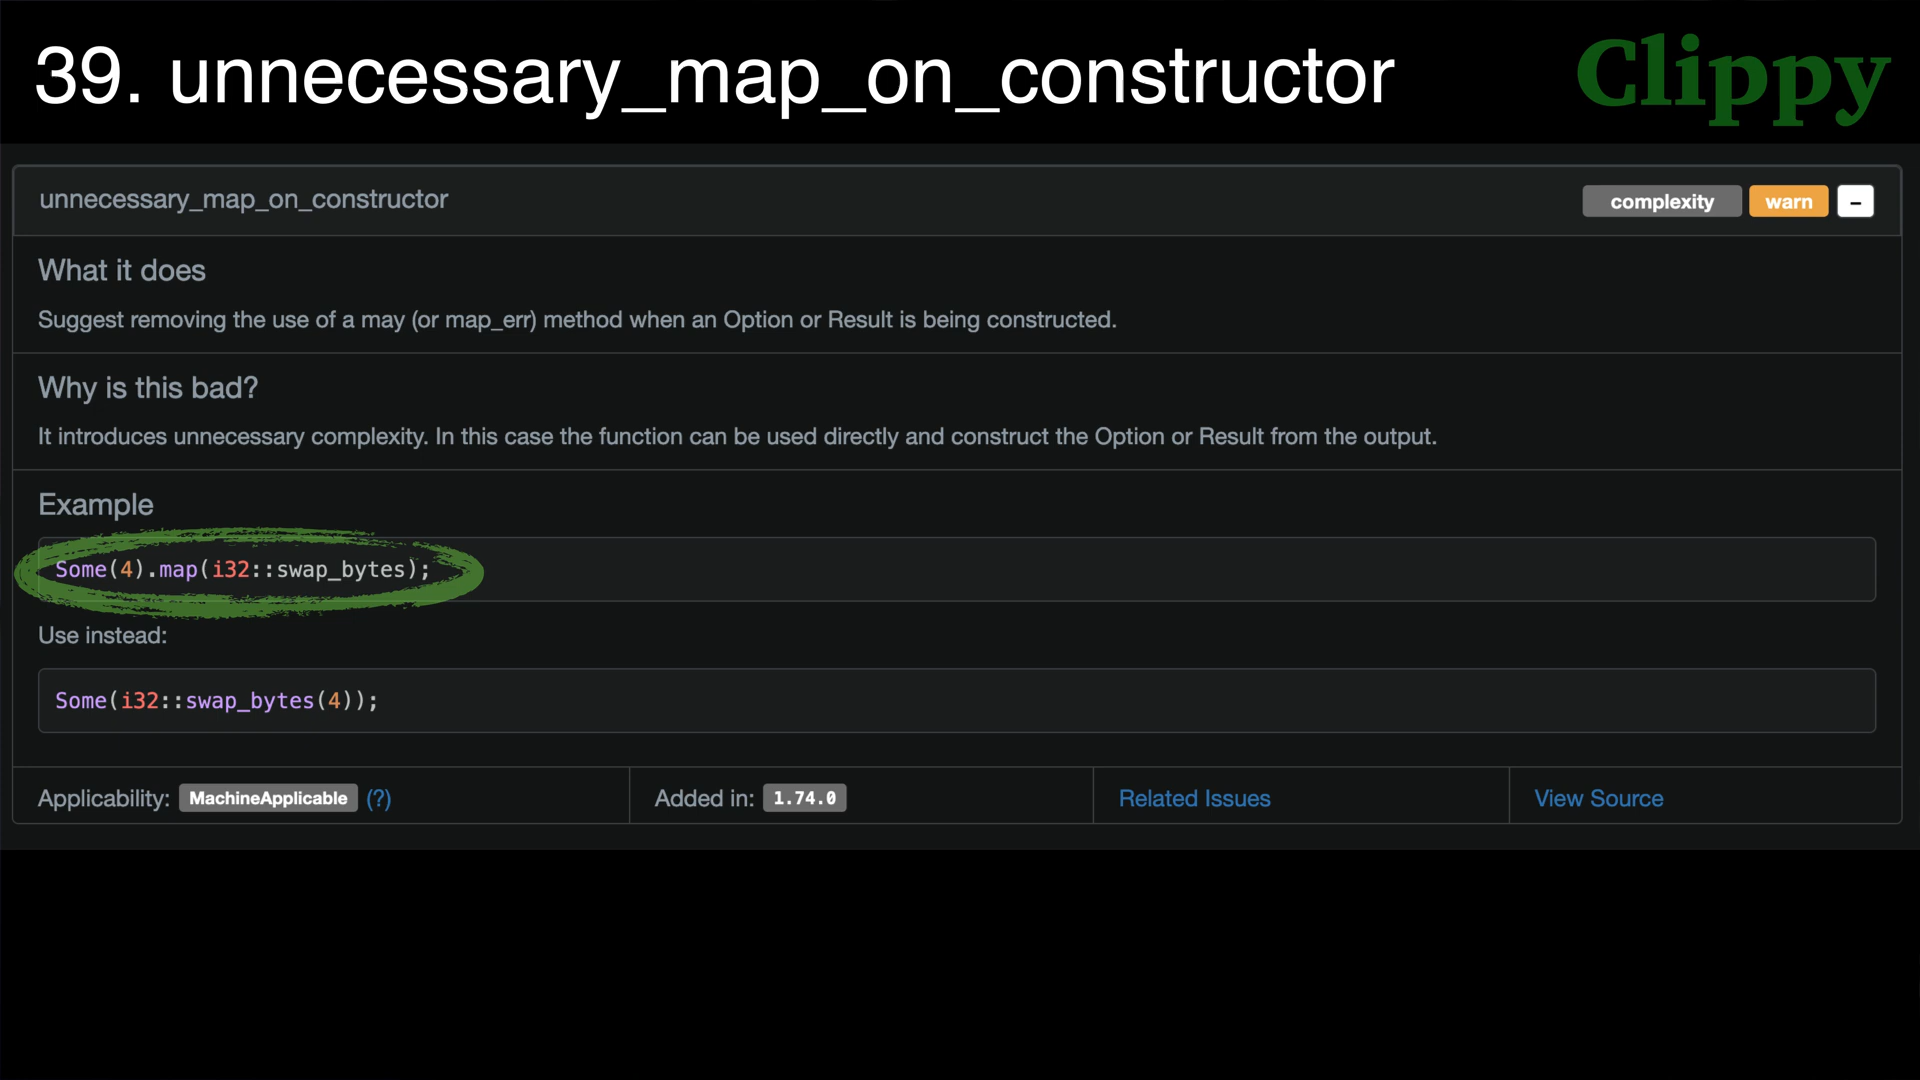 39. unnecessary_map_on_constructor
Clippy
unnecessary_map_on_constructor
complexity
warn
–
What it does
Suggest removing the use of a may (or map_err) method when an Option or Result is being constructed.
Why is this bad?
It introduces unnecessary complexity. In this case the function can be used directly and construct the Option or Result from the output.
Example
Some(4).map(i32::swap_bytes);
Use instead:
Some(i32::swap_bytes(4));
Applicability: MachineApplicable (?)
Added in: 1.74.0
Related Issues
View Source